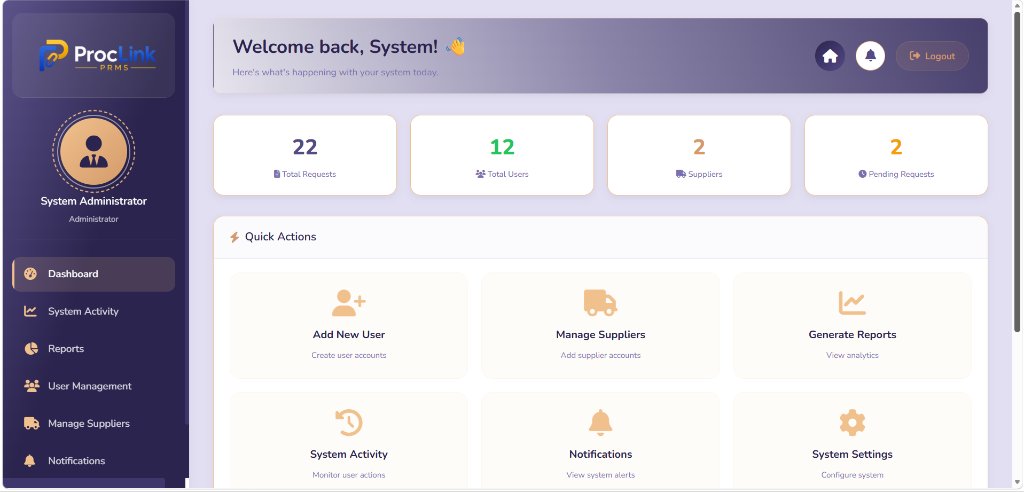 ProcLink
PRMS
System Administrator
Administrator
Dashboard
System Activity
Reports
User Management
Manage Suppliers
Notifications
Welcome back, System! 👋
Here's what's happening with your system today.
Logout
22
Total Requests
12
Total Users
2
Suppliers
2
Pending Requests
Quick Actions
Add New User
Create user accounts
Manage Suppliers
Add supplier accounts
Generate Reports
View analytics
System Activity
Monitor user actions
Notifications
View system alerts
System Settings
Configure system